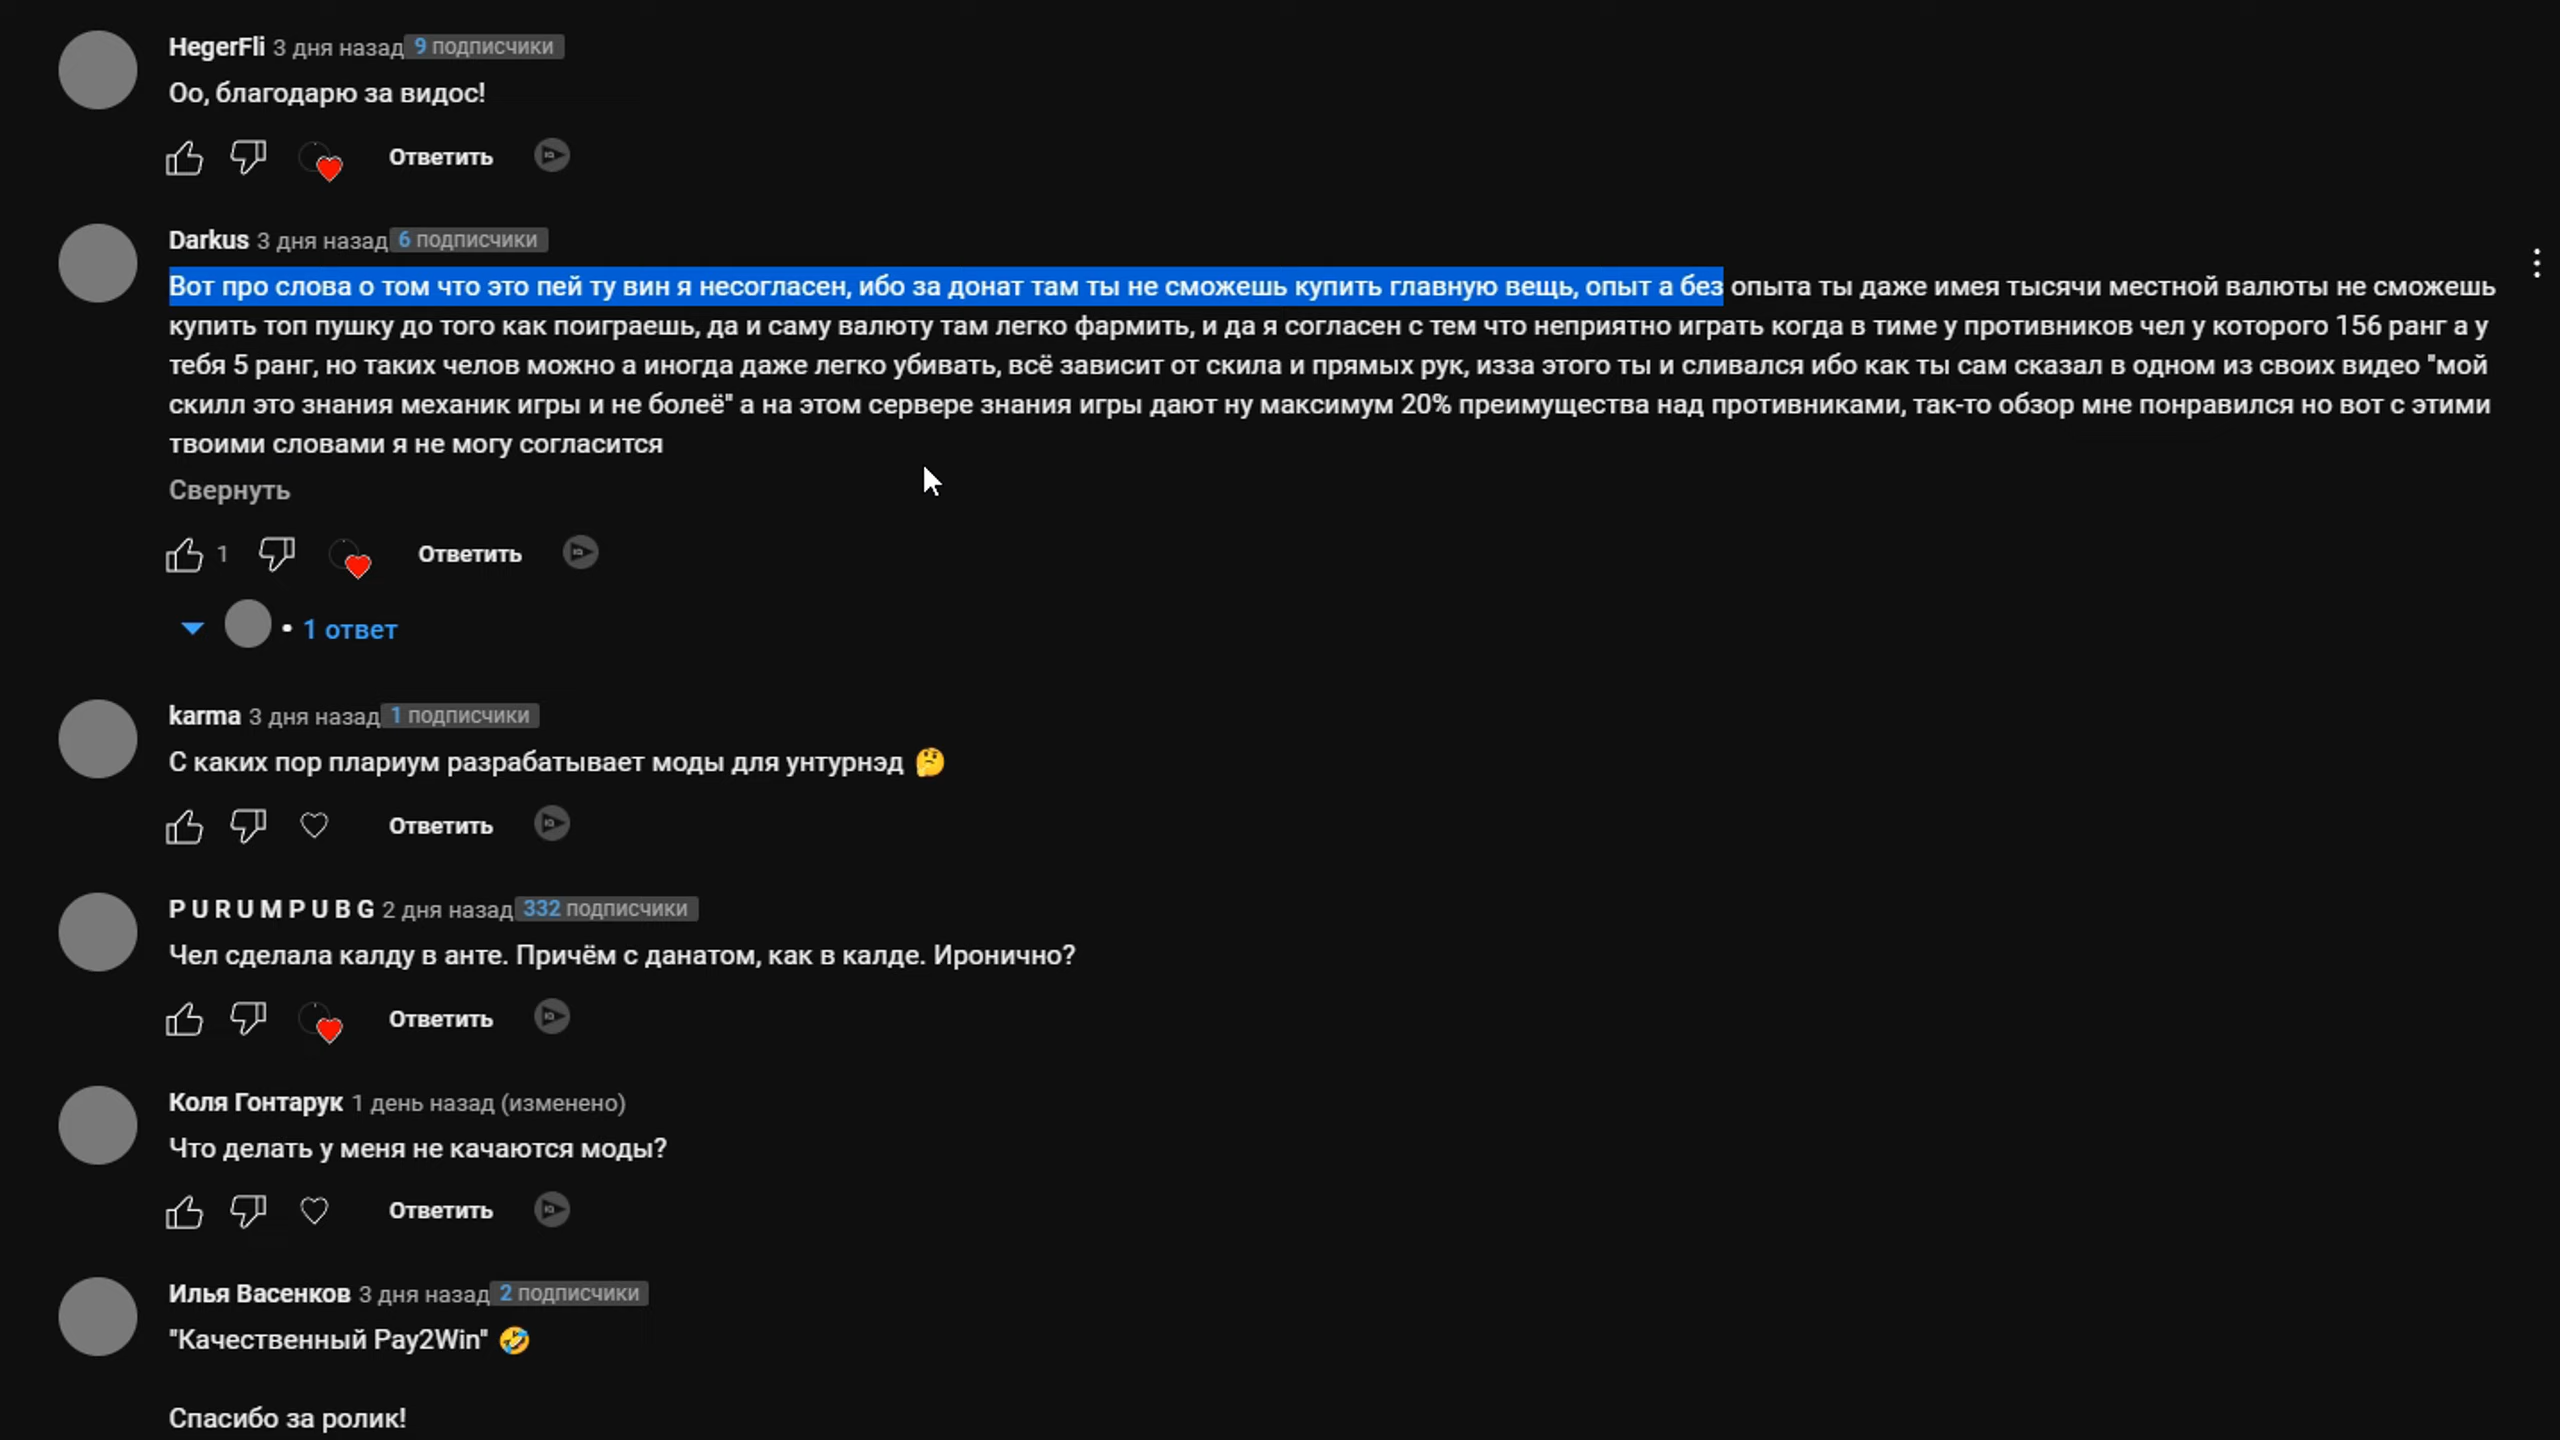 HegerFli 3 дня назад 9 подписчики
Оо, благодарю за видос!
Ответить
Darkus 3 дня назад 6 подписчики
Вот про слова о том что это пей ту вин я несогласен, ибо за донат там ты не сможешь купить главную вещь, опыт а без опыта ты даже имея тысячи местной валюты не сможешь
купить топ пушку до того как поиграешь, да и саму валюту там легко фармить, и да я согласен с тем что неприятно играть когда в тиме у противников чел у которого 156 ранг а у
тебя 5 ранг, но таких челов можно а иногда даже легко убивать, всё зависит от скила и прямых рук, изза этого ты и сливался ибо как ты сам сказал в одном из своих видео "мой
скилл это знания механик игры и не болеё" а на этом сервере знания игры дают ну максимум 20% преимущества над противниками, так-то обзор мне понравился но вот с этими
твоими словами я не могу согласится
Свернуть
1 Ответить
• 1 ответ
karma 3 дня назад 1 подписчики
С каких пор плариум разрабатывает моды для унтурнэд 🤔
Ответить
P U R U M P U B G 2 дня назад 332 подписчики
Чел сделала калду в анте. Причём с данатом, как в калде. Иронично?
Ответить
Коля Гонтарук 1 день назад (изменено)
Что делать у меня не качаются моды?
Ответить
Илья Васенков 3 дня назад 2 подписчики
"Качественный Pay2Win" 🤣
Спасибо за ролик!